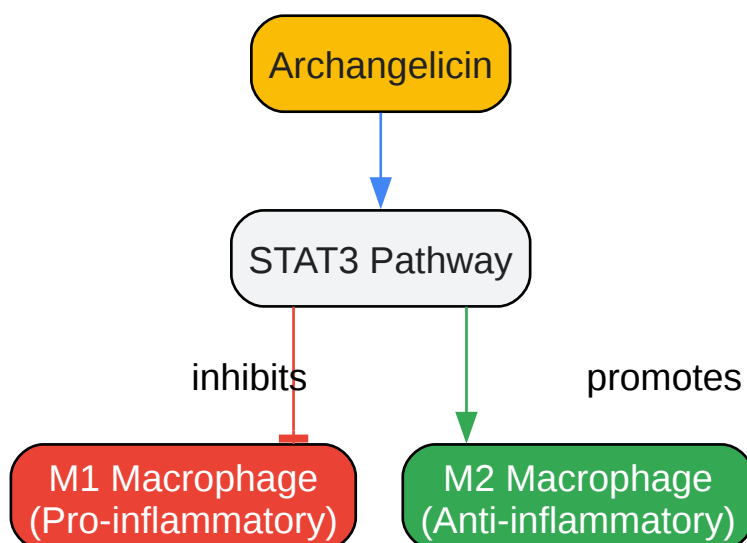 Archangelicin
STAT3 Pathway
inhibits
promotes
M1 Macrophage
(Pro-inflammatory)
M2 Macrophage
(Anti-inflammatory)